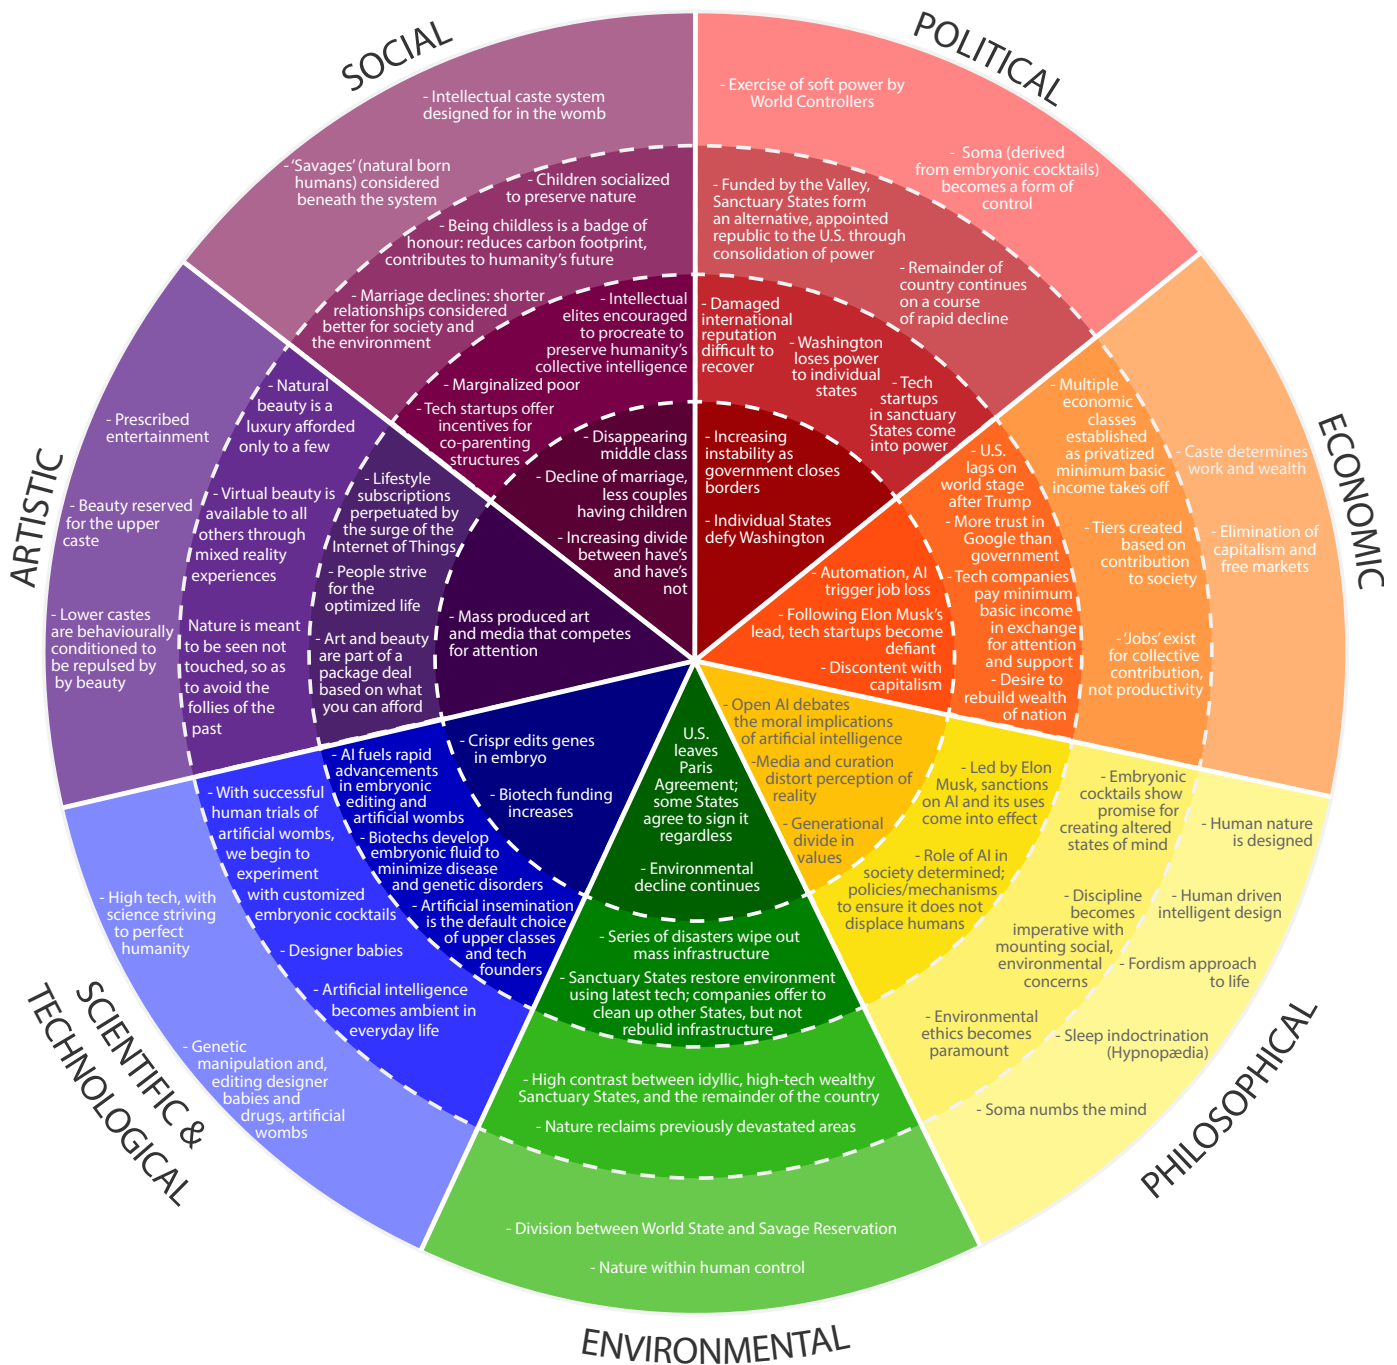 SOCIAL
- Intellectual caste system
designed for in the womb
- ‘Savages’ (natural born
humans) considered
beneath the system
- Children socialized
to preserve nature
- Being childless is a badge of
honour: reduces carbon footprint,
contributes to humanity’s future
- Marriage declines: shorter
relationships considered
better for society and
the environment
- Intellectual
elites encouraged
to procreate to
preserve humanity’s
collective intelligence
- Marginalized poor
- Tech startups offer
incentives for
co-parenting
structures
- Disappearing
middle class
- Decline of marriage,
less couples
having children
- Increasing divide
between have’s
and have’s
not
POLITICAL
- Exercise of soft power by
World Controllers
- Soma (derived
from embryonic cocktails)
becomes a form of
control
- Funded by the Valley,
Sanctuary States form
an alternative, appointed
republic to the U.S. through
consolidation of power
- Remainder of
country continues
on a course
of rapid decline
- Damaged
international
reputation
difficult to
recover
- Washington
loses power
to individual
states
- Tech
startups
in sanctuary
States come
into power
- Increasing
instability as
government closes
borders
- Individual States
defy Washington
ECONOMIC
- Caste determines
work and wealth
- Elimination of
capitalism and
free markets
- Multiple
economic
classes
established
as privatized
minimum basic
income takes off
- Tiers created
based on
contribution
to society
- ‘Jobs’ exist
for collective
contribution,
not productivity
- U.S.
lags on
world stage
after Trump
- More trust in
Google than
government
- Tech companies
pay minimum
basic income
in exchange
for attention
and support
- Desire to
rebuild wealth
of nation
- Automation, AI
trigger job loss
- Following Elon Musk’s
lead, tech startups become
defiant
- Discontent with
capitalism
PHILOSOPHICAL
- Open AI debates
the moral implications
of artificial intelligence
-Media and curation
distort perception of
reality
- Generational
divide in
values
- Led by Elon
Musk, sanctions
on AI and its uses
come into effect
- Role of AI in
society determined;
policies/mechanisms
to ensure it does not
displace humans
- Embryonic
cocktails show
promise for
creating altered
states of mind
- Discipline
becomes
imperative with
mounting social,
environmental
concerns
- Environmental
ethics becomes
paramount
- Human nature
is designed
- Human driven
intelligent design
- Fordism approach
to life
- Sleep indoctrination
(Hypnopædia)
- Soma numbs the mind
ENVIRONMENTAL
U.S.
leaves
Paris
Agreement;
some States
agree to sign it
regardless
- Environmental
decline continues
- Series of disasters wipe out
mass infrastructure
- Sanctuary States restore environment
using latest tech; companies offer to
clean up other States, but not
rebulid infrastructure
- High contrast between idyllic, high-tech wealthy
Sanctuary States, and the remainder of the country
- Nature reclaims previously devastated areas
- Division between World State and Savage Reservation
- Nature within human control
SCIENTIFIC &
TECHNOLOGICAL
- Crispr edits genes
in embryo
- Biotech funding
increases
- AI fuels rapid
advancements
in embryonic
editing and
artificial wombs
- Biotechs develop
embryonic fluid to
minimize disease
and genetic disorders
- Artificial insemination
is the default choice
of upper classes
and tech
founders
- With successful
human trials of
artificial wombs,
we begin to
experiment
with customized
embryonic cocktails
- Designer babies
- Artificial intelligence
becomes ambient in
everyday life
- High tech, with
science striving
to perfect
humanity
- Genetic
manipulation and,
editing designer
babies and
drugs, artificial
wombs
ARTISTIC
- Prescribed
entertainment
- Beauty reserved
for the upper
caste
- Lower castes
are behaviourally
conditioned to
be repulsed by
by beauty
- Natural
beauty is a
luxury afforded
only to a few
- Virtual beauty is
available to all
others through
mixed reality
experiences
Nature is meant
to be seen not
touched, so as
to avoid the
follies of the
past
- Lifestyle
subscriptions
perpetuated by
the surge of the
Internet of Things
- People strive
for the
optimized life
- Art and beauty
are part of a
package deal
based on what
you can afford
- Mass produced art
and media that competes
for attention